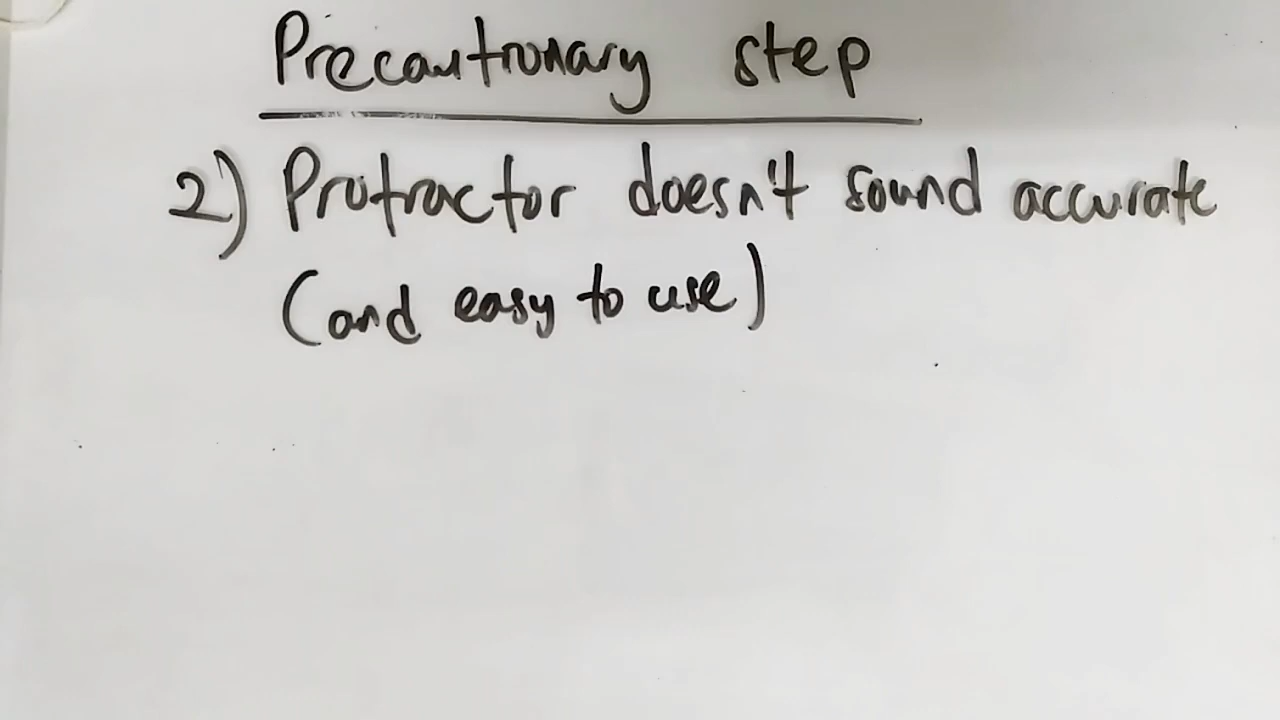 Precautionary step
2) Protractor doesn't sound accurate
(and easy to use)